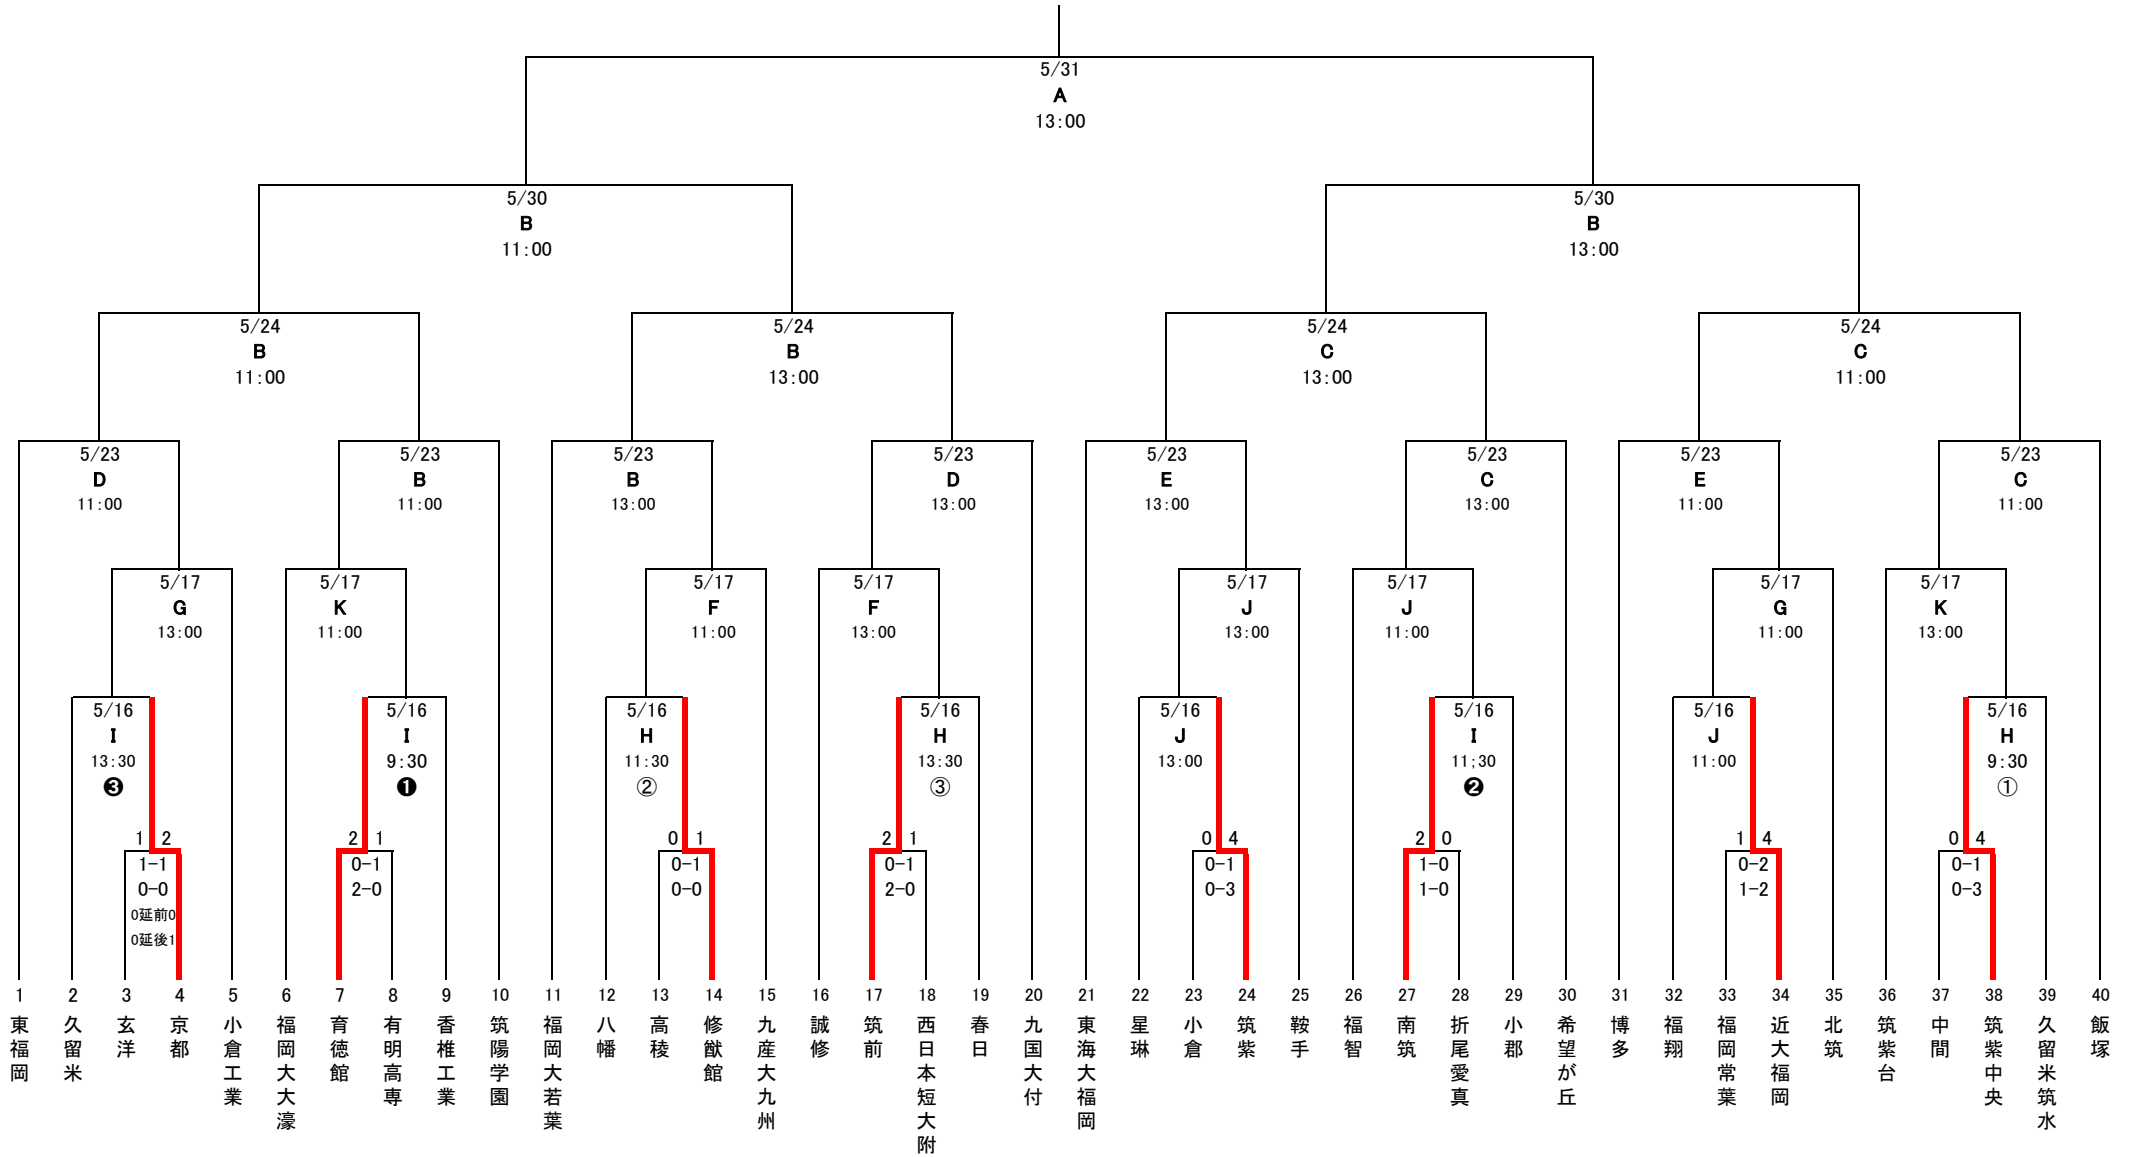 5/31
A
13:00
5/30 5/30
B B
11:00 13:00
5/24 5/24 5/24 5/24
B B C C
11:00 13:00 13:00 11:00
5/23 5/23 5/23 5/23 5/23 5/23 5/23 5/23
D B B D E C E C
11:00 11:00 13:00 13:00 13:00 13:00 11:00 11:00
5/17 5/17 5/17 5/17 5/17 5/17 5/17 5/17
G K F F J J G K
13:00 11:00 11:00 13:00 13:00 11:00 11:00 13:00
5/16 5/16 5/16 5/16 5/16 5/16 5/16 5/16
I I H H J I J H
13:30 9:30 11:30 13:30 13:00 11;30 11:00 9:30
❸ ❶ ② ③ ❷ ①
1 2 2 1 0 1 2 1 0 4 2 0 1 4 0 4
1-1 0-1 0-1 0-1 0-1 1-0 0-2 0-1
0-0 2-0 0-0 2-0 0-3 1-0 1-2 0-3
0延前0
0延後1
1 2 3 4 5 6 7 8 9 10 11 12 13 14 15 16 17 18 19 20 21 22 23 24 25 26 27 28 29 30 31 32 33 34 35 36 37 38 39 40
東福岡
久留米
玄洋
京都
小倉工業
福岡大大濠
育徳館
有明高専
香椎工業
筑陽学園
福岡大若葉
八幡
高稜
修猷館
九産大九州
誠修
筑前
西日本短大附
春日
九国大付
東海大福岡
星琳
小倉
筑紫
鞍手
福智
南筑
折尾愛真
小郡
希望が丘
博多
福翔
福岡常葉
近大福岡
北筑
筑紫台
中間
筑紫中央
久留米筑水
飯塚